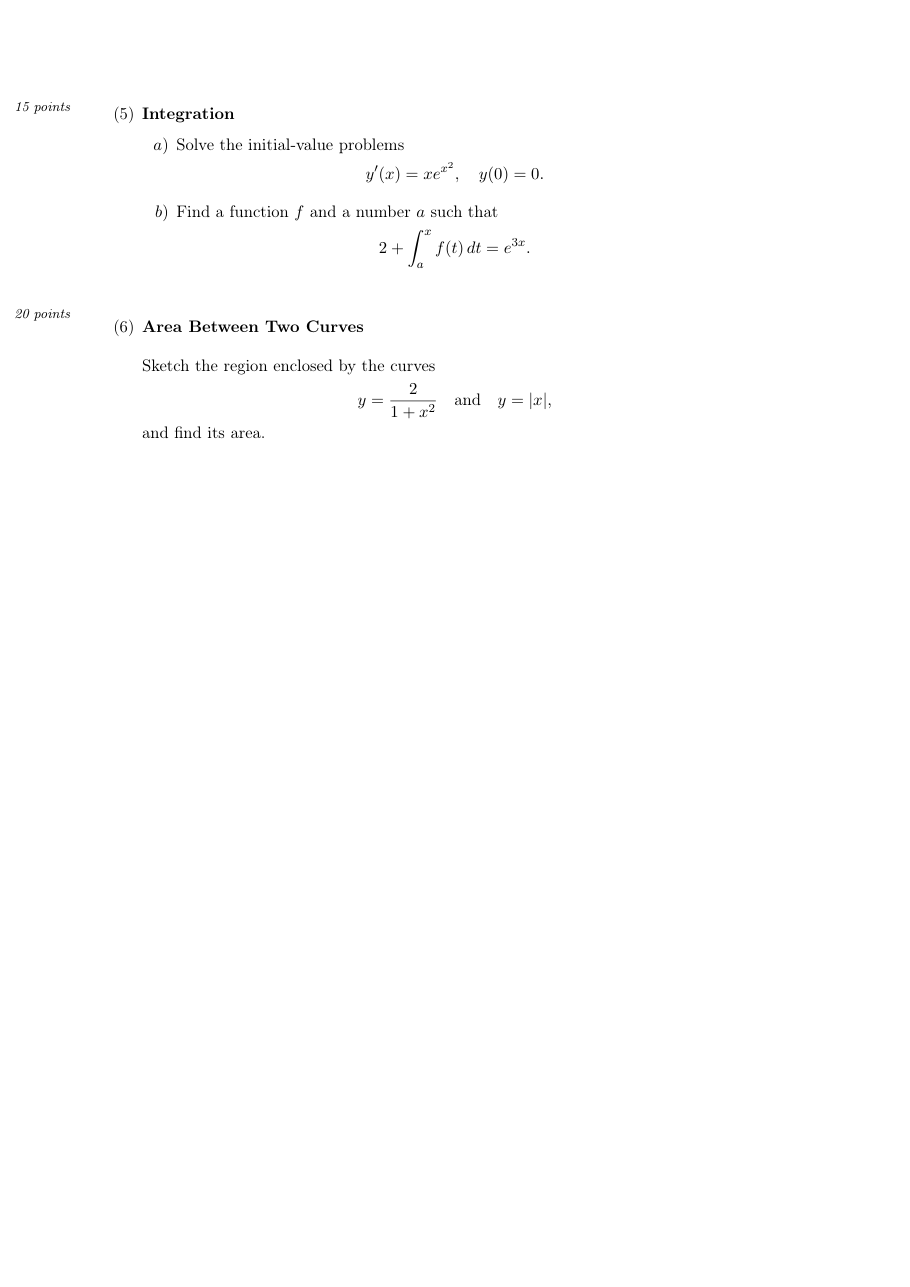 15 points
(5) Integration
a) Solve the initial-value problems
y′(x) = xe^{x^2}, y(0) = 0.
b) Find a function f and a number a such that
2 + ∫_a^x f(t) dt = e^{3x}.
20 points
(6) Area Between Two Curves
Sketch the region enclosed by the curves
y = \frac{2}{1 + x^2} and y = |x|,
and find its area.